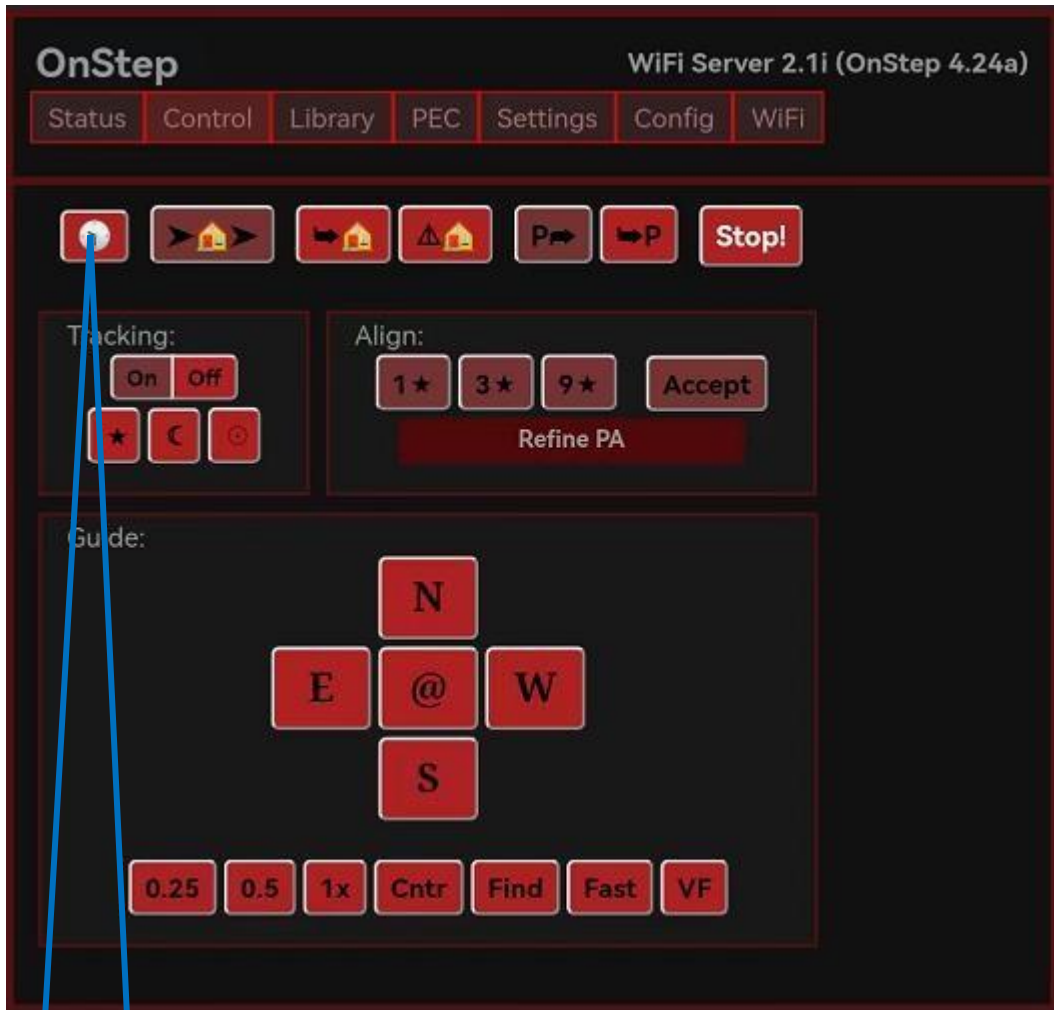 OnStep
WiFi Server 2.1i (OnStep 4.24a)
Status Control Library PEC Settings Config WiFi
P P Stop!
Tracking:
On Off
Align:
1★ 3★ 9★ Accept
Refine PA
Guide:
N
E @ W
S
0.25 0.5 1x Cntr Find Fast VF